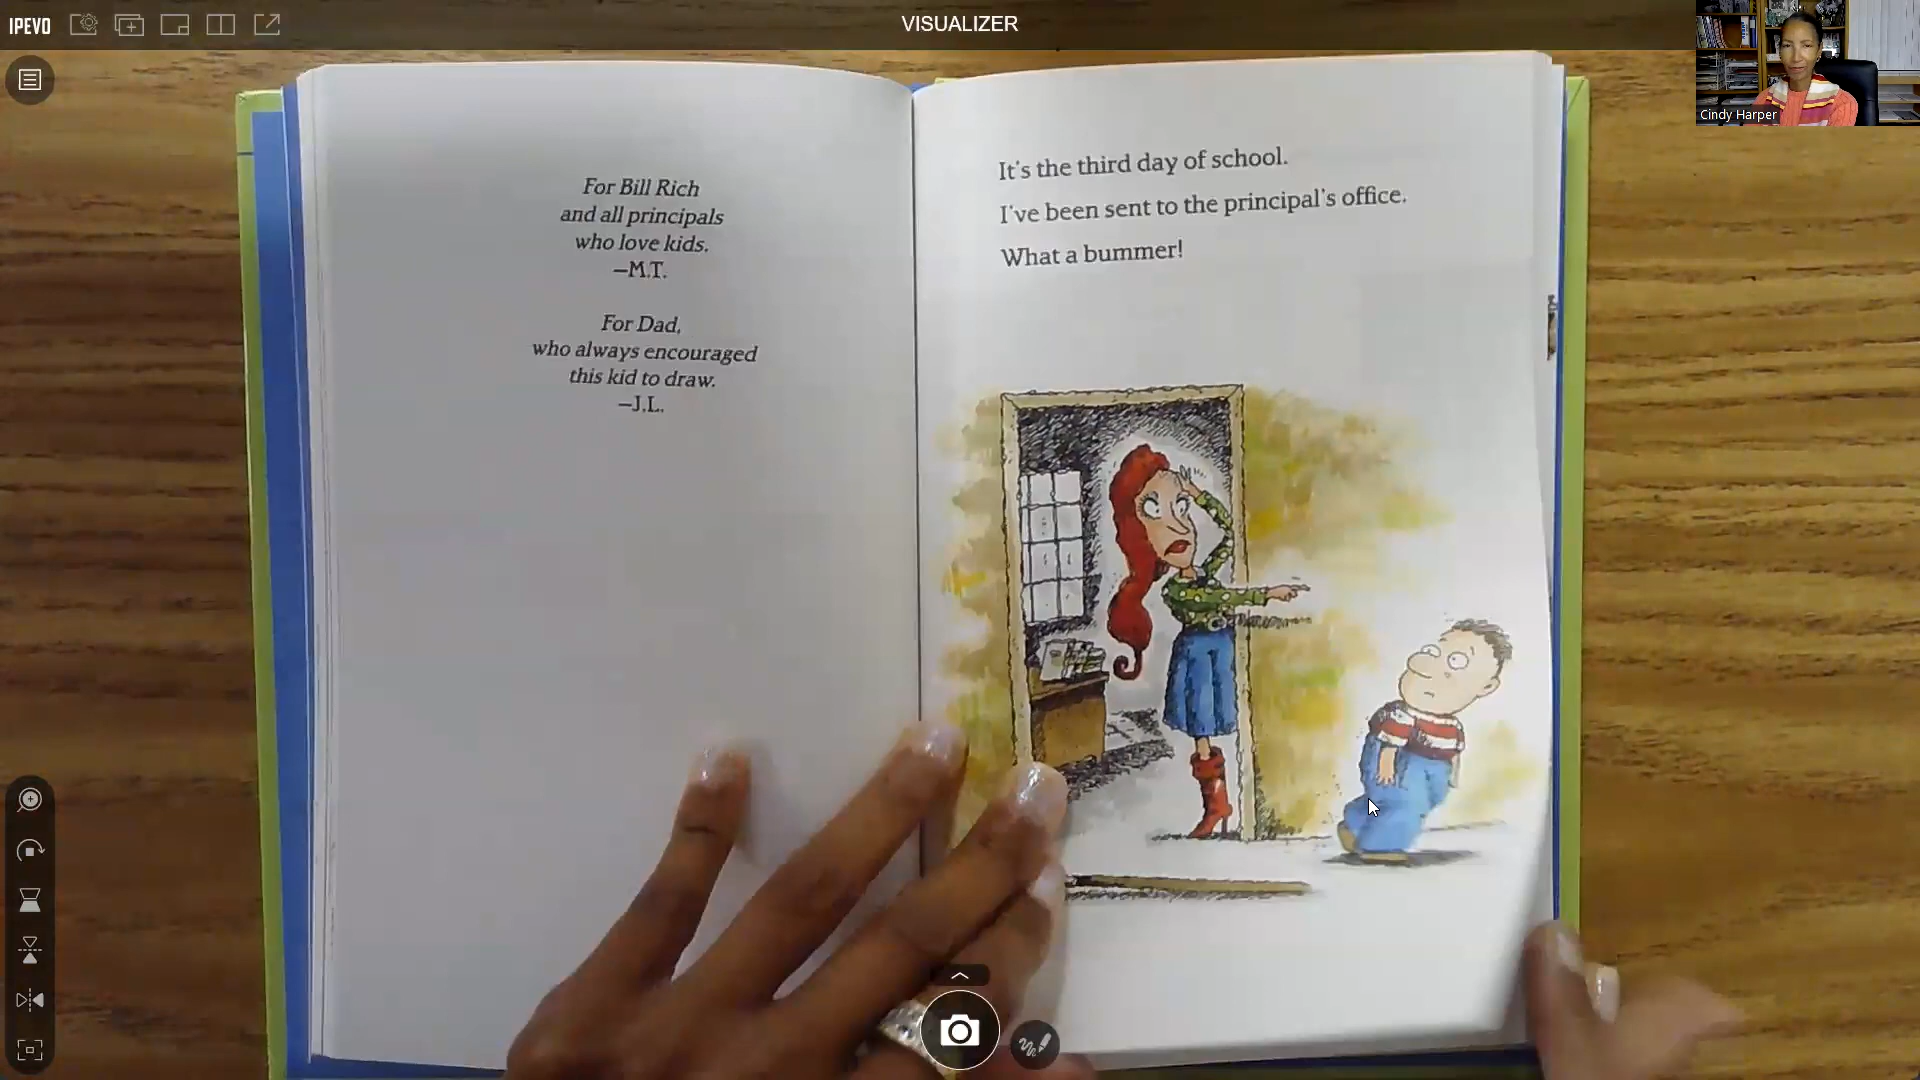 IPEVO
VISUALIZER
Cindy Harper
For Bill Rich
and all principals
who love kids.
—M.T.
For Dad,
who always encouraged
this kid to draw.
—J.L.
It's the third day of school.
I've been sent to the principal's office.
What a bummer!